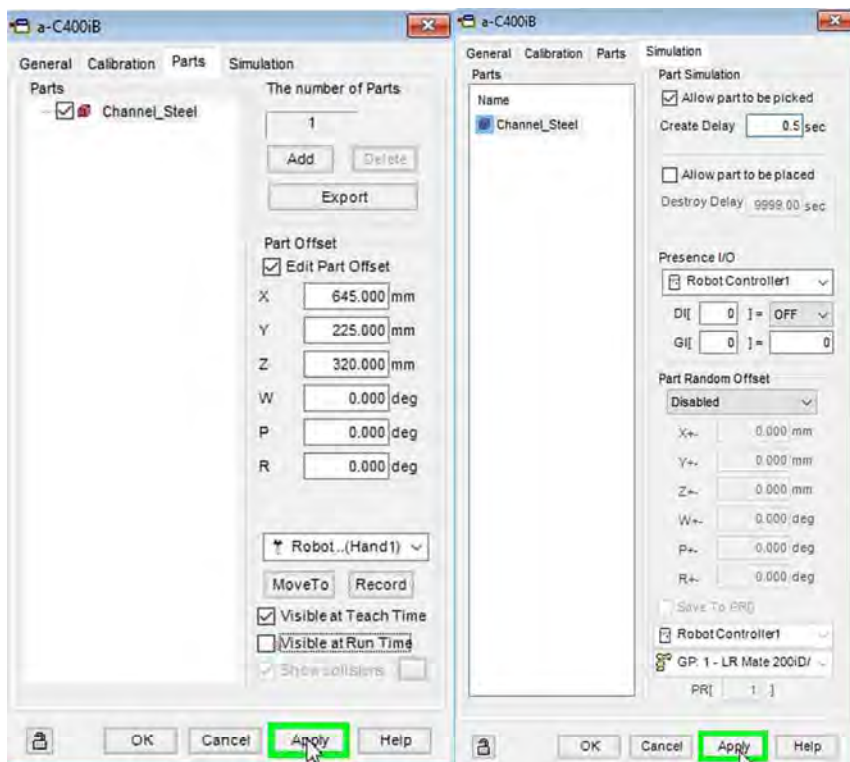 a-C400iB
General Calibration Parts Simulation
Parts
Channel_Steel
The number of Parts
1
Add Delete
Export
Part Offset
Edit Part Offset
X 645.000 mm
Y 225.000 mm
Z 320.000 mm
W 0.000 deg
P 0.000 deg
R 0.000 deg
Robot...(Hand1)
MoveTo Record
Visible at Teach Time
Visible at Run Time
Show collisions
OK Cancel Apply Help
a-C400iB
General Calibration Parts Simulation
Parts
Name
Channel_Steel
Part Simulation
Allow part to be picked
Create Delay 0.5 sec
Allow part to be placed
Destroy Delay 9999.00 sec
Presence I/O
Robot Controller1
DI[ 0 ]= OFF
GI[ 0 ]= 0
Part Random Offset
Disabled
X+- 0.000 mm
Y+- 0.000 mm
Z+- 0.000 mm
W+- 0.000 deg
P+- 0.000 deg
R+- 0.000 deg
Save To PR[]
Robot Controller1
GP: 1 - LR Mate 200iD/
PR[ 1 ]
OK Cancel Apply Help